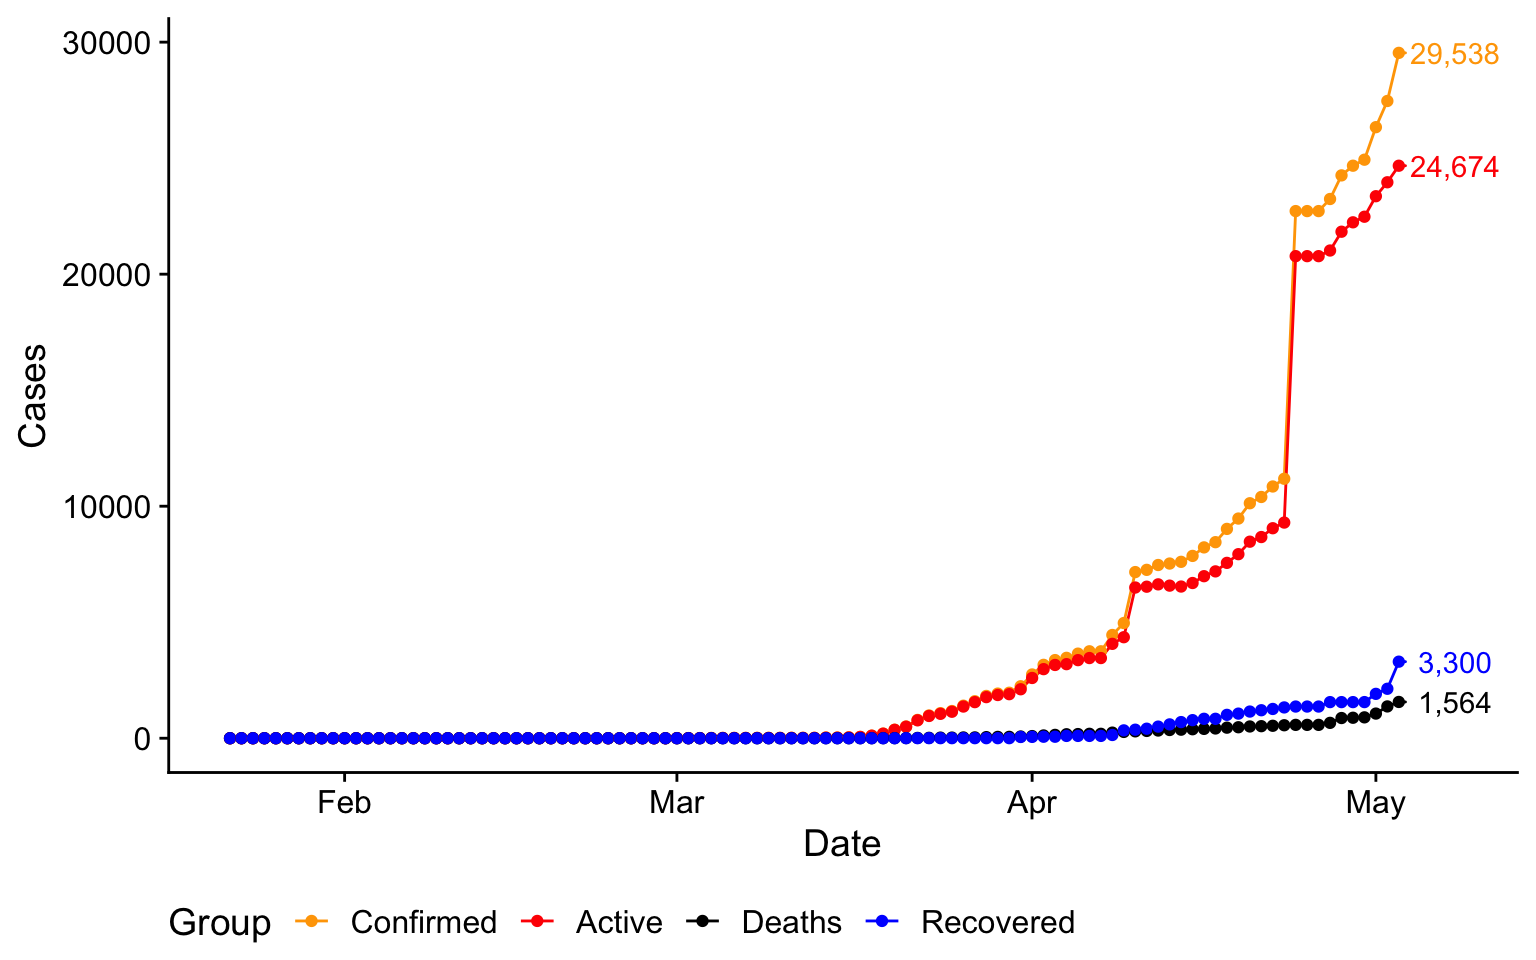 30000
29,538
24,674
20000
Cases
10000
3,300
1,564
0
Feb Mar Apr May
Date
Group Confirmed Active Deaths Recovered